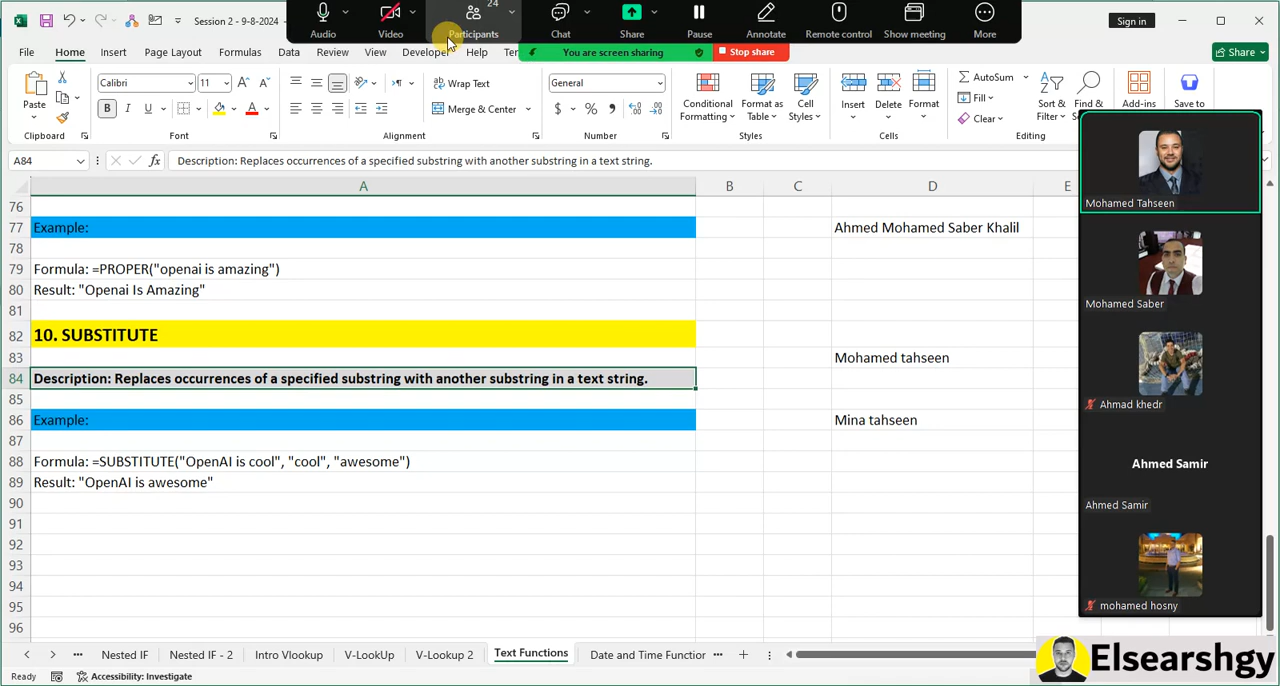 Session 2 - 9-8-2024
Audio
Video
24
Participants
Chat
Share
Pause
Annotate
Remote control
Show meeting
More
Sign in
You are screen sharing
Stop share
File
Home
Insert
Page Layout
Formulas
Data
Review
View
Developer
Help
Share
Paste
Clipboard
Calibri
11
B I U
Font
Wrap Text
Merge & Center
Alignment
General
$ % 9
Number
Conditional Formatting
Format as Table
Cell Styles
Styles
Insert
Delete
Format
Cells
AutoSum
Fill
Clear
Sort & Filter
Find &
Editing
Add-ins
Save to
A84
fx
Description: Replaces occurrences of a specified substring with another substring in a text string.
A B C D E
76
77 Example: Ahmed Mohamed Saber Khalil
78
79 Formula: =PROPER("openai is amazing")
80 Result: "Openai Is Amazing"
81
82 10. SUBSTITUTE
83 Mohamed tahseen
84 Description: Replaces occurrences of a specified substring with another substring in a text string.
85
86 Example: Mina tahseen
87
88 Formula: =SUBSTITUTE("OpenAI is cool", "cool", "awesome")
89 Result: "OpenAI is awesome"
90
91
92
93
94
95
96
Mohamed Tahseen
Mohamed Saber
Ahmad khedr
Ahmed Samir
Ahmed Samir
mohamed hosny
Nested IF
Nested IF - 2
Intro Vlookup
V-LookUp
V-Lookup 2
Text Functions
Date and Time Function
Ready
Accessibility: Investigate
Elsearshgy